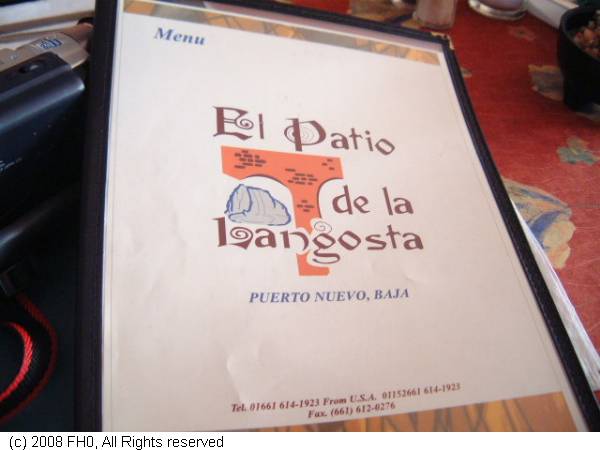 Menu
El Patio
de la
Langosta
PUERTO NUEVO, BAJA
Tel. 01661 614-1923 From U.S.A. 01152661 614-1923
Fax. (661) 612-0276
(c) 2008 FH0, All Rights reserved